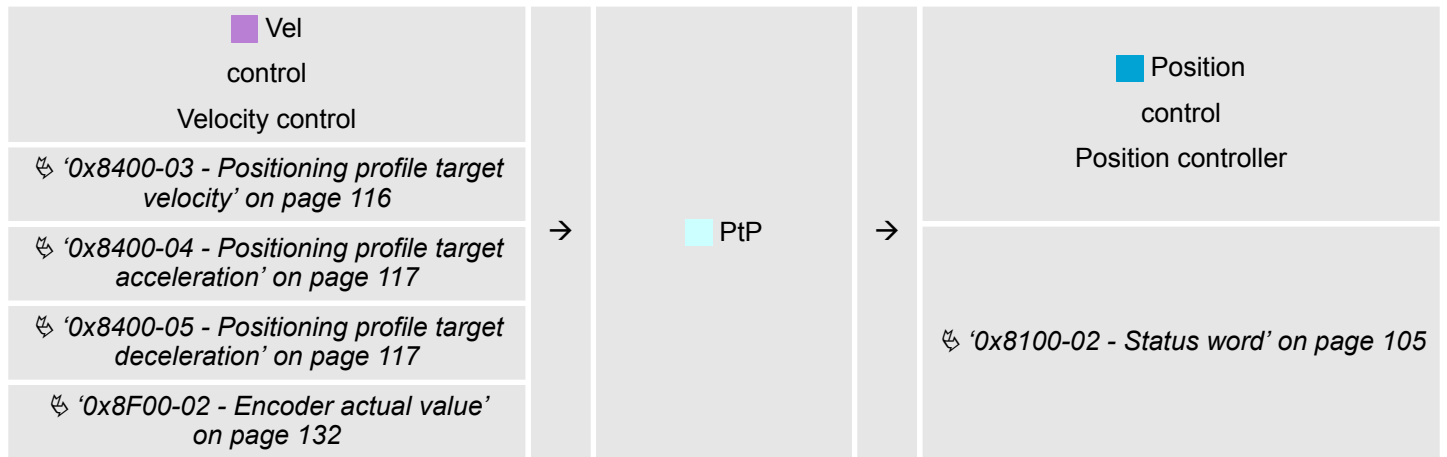 Vel
control
Velocity control
↳ ‘0x8400-03 - Positioning profile target
velocity’ on page 116
↳ ‘0x8400-04 - Positioning profile target
acceleration’ on page 117
↳ ‘0x8400-05 - Positioning profile target
deceleration’ on page 117
↳ ‘0x8F00-02 - Encoder actual value’
on page 132
→
PtP
→
Position
control
Position controller
↳ ‘0x8100-02 - Status word’ on page 105